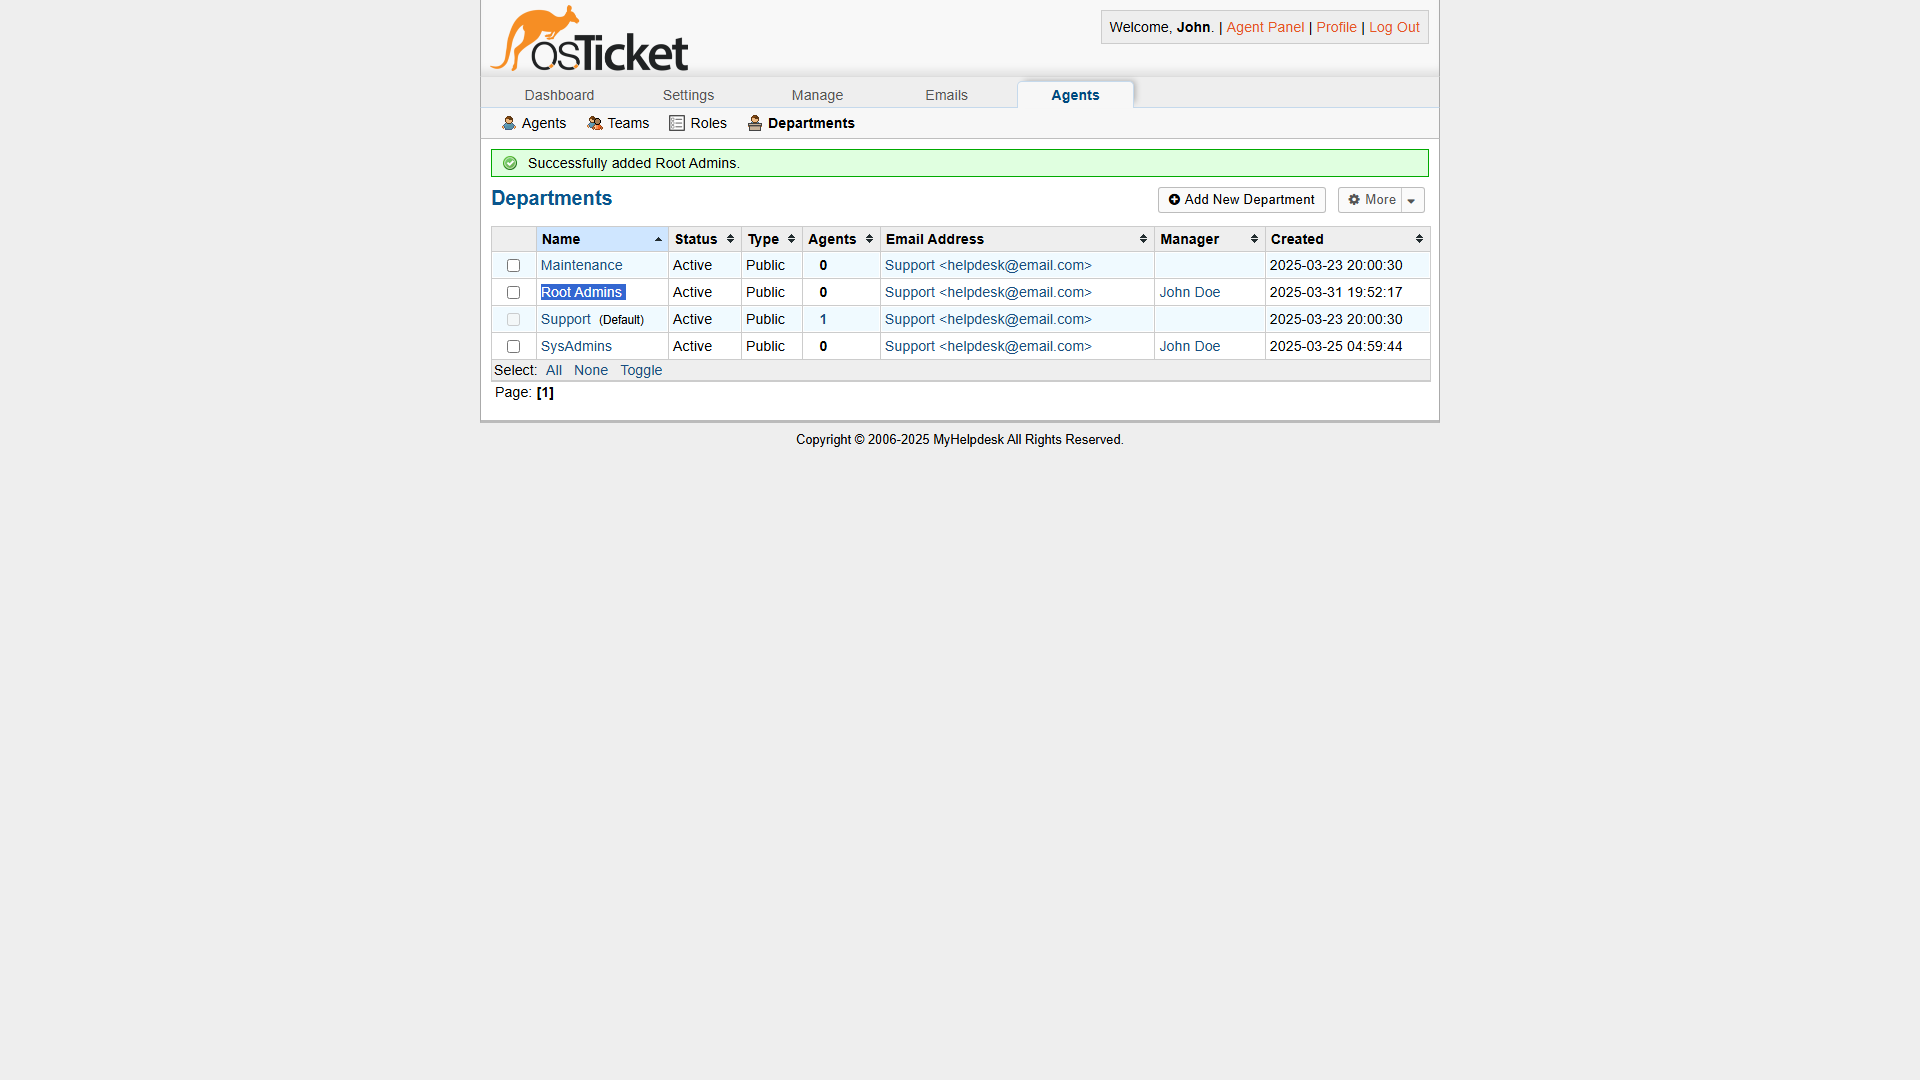 osTicket
Welcome, John. | Agent Panel | Profile | Log Out
Dashboard Settings Manage Emails Agents
Agents Teams Roles Departments
Successfully added Root Admins.
Departments
Add New Department More
Name Status Type Agents Email Address Manager Created
Maintenance Active Public 0 Support <helpdesk@email.com> 2025-03-23 20:00:30
Root Admins Active Public 0 Support <helpdesk@email.com> John Doe 2025-03-31 19:52:17
Support (Default) Active Public 1 Support <helpdesk@email.com> 2025-03-23 20:00:30
SysAdmins Active Public 0 Support <helpdesk@email.com> John Doe 2025-03-25 04:59:44
Select: All None Toggle
Page: [1]
Copyright © 2006-2025 MyHelpdesk All Rights Reserved.